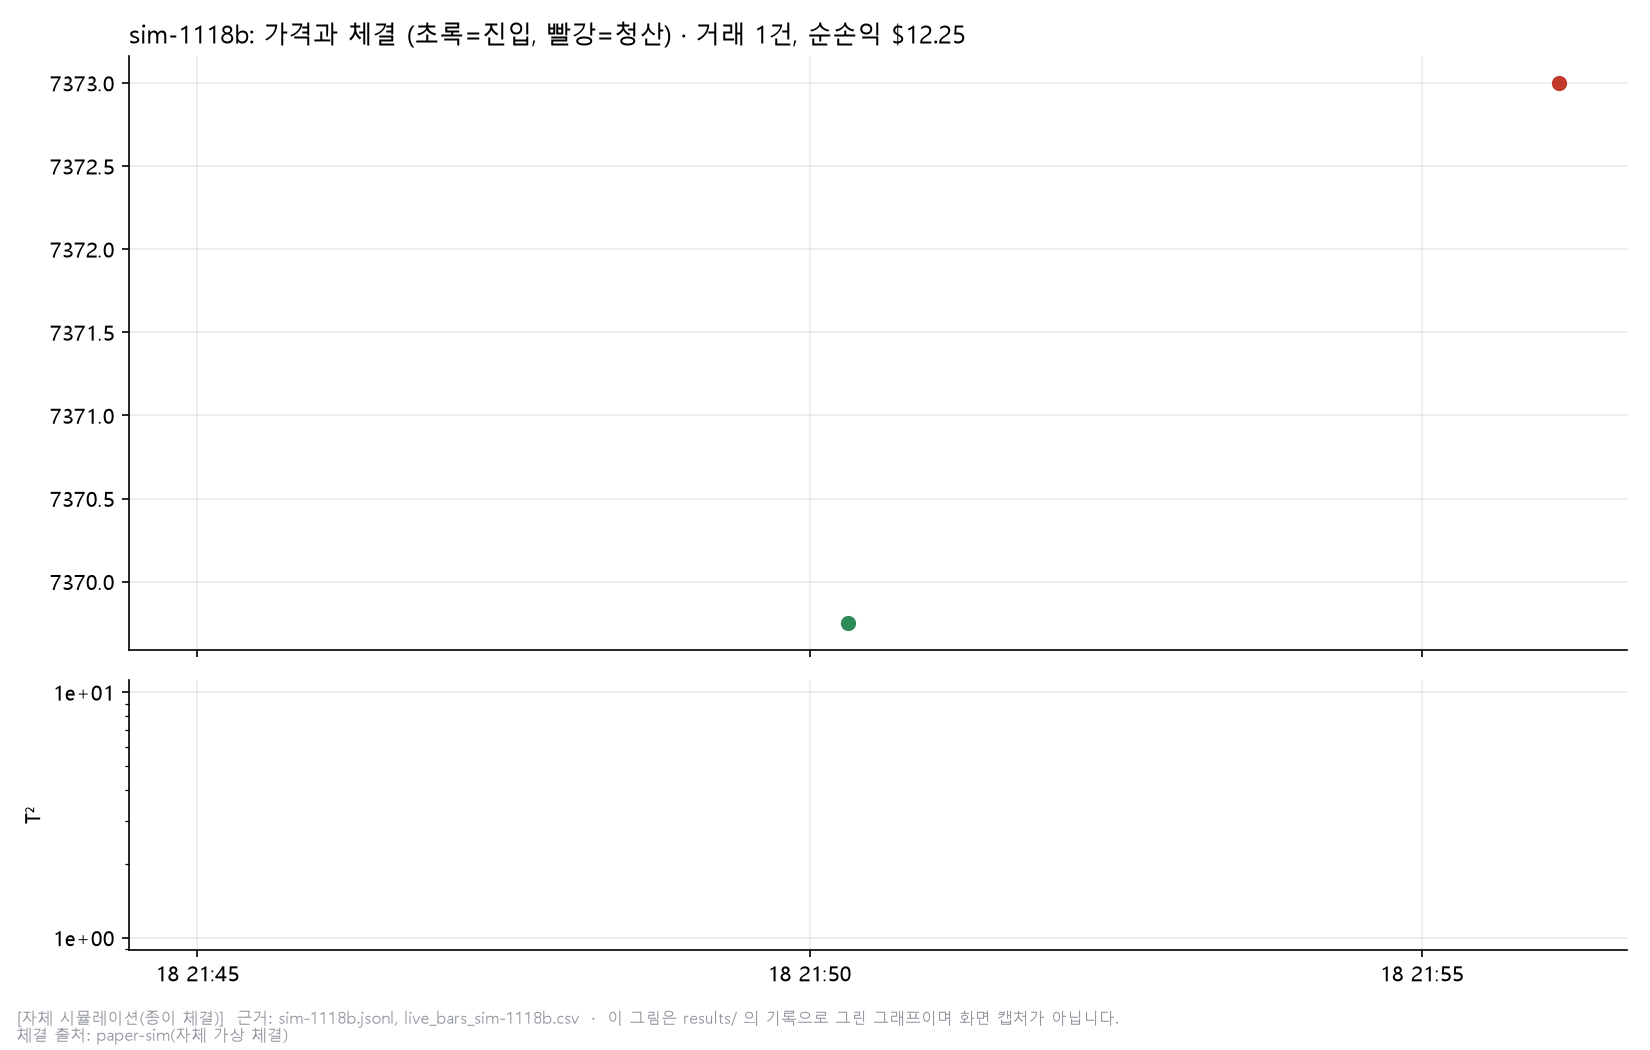 sim-1118b: 가격과 체결 (초록=진입, 빨강=청산) · 거래 1건, 순손익 $12.25
7373.0
7372.5
7372.0
7371.5
7371.0
7370.5
7370.0
1e+01
T²
1e+00
18 21:45
18 21:50
18 21:55
[자체 시뮬레이션(종이 체결)] 근거: sim-1118b.jsonl, live_bars_sim-1118b.csv · 이 그림은 results/ 의 기록으로 그린 그래프이며 화면 캡처가 아닙니다.
체결 출처: paper-sim(자체 가상 체결)